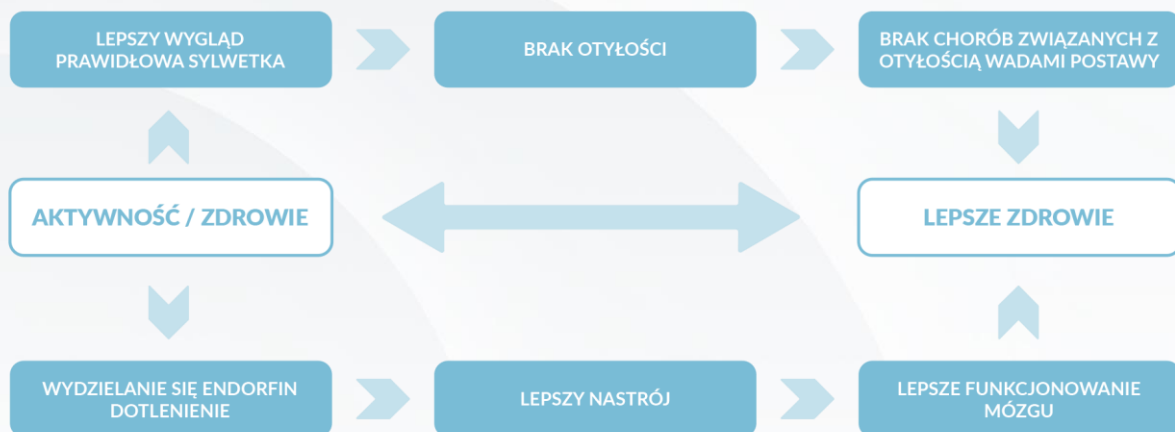 LEPSZY WYGLĄD
PRAWIDŁOWA SYLWETKA
BRAK OTYŁOŚCI
BRAK CHORÓB ZWIĄZANYCH Z
OTYŁOŚCIĄ WADAMI POSTAWY
AKTYWNOŚĆ / ZDROWIE
LEPSZE ZDROWIE
WYDZIELANIE SIĘ ENDORFIN
DOTLENIENIE
LEPSZY NASTRÓJ
LEPSZE FUNKCJONOWANIE
MÓZGU